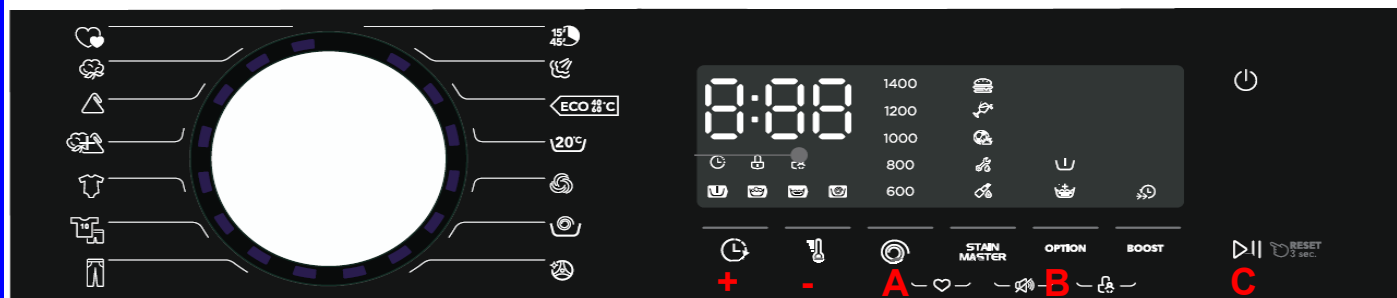 15'
45'
ECO 40 60 °C
20°C
10
8:88
1400
1200
1000
800
600
STAIN
MASTER
OPTION
BOOST
RESET
3 sec.
+
-
A
B
C